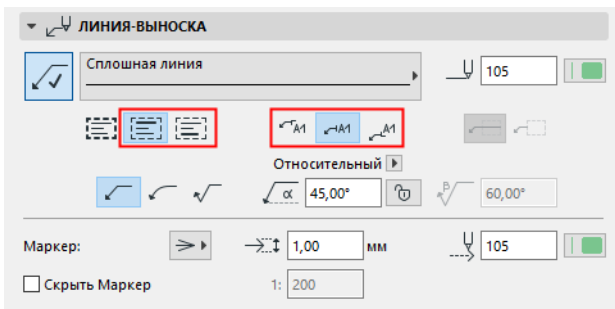 ЛИНИЯ-ВЫНОСКА
Сплошная линия
105
A1 A1 A1
Относительный
α 45,00° β 60,00°
Маркер: 1,00 мм 105
Скрыть Маркер 1: 200